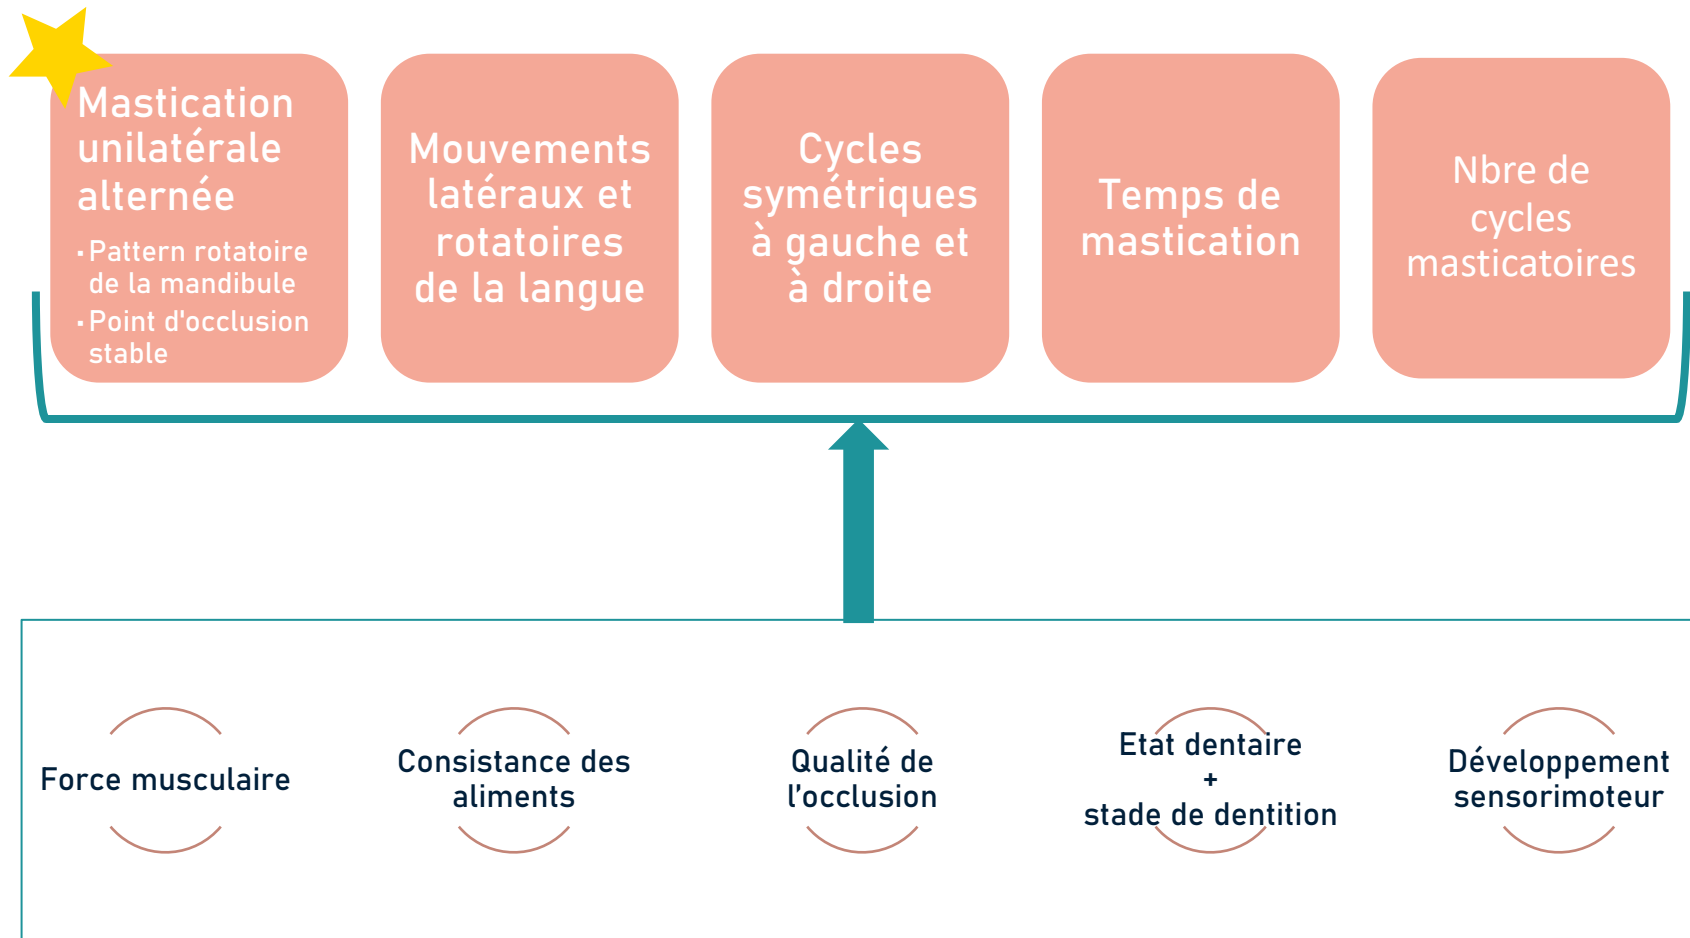 Mastication
unilatérale
alternée
▪ Pattern rotatoire
de la mandibule
▪ Point d'occlusion
stable
Mouvements
latéraux et
rotatoires
de la langue
Cycles
symétriques
à gauche et
à droite
Temps de
mastication
Nbre de
cycles
masticatoires
Force musculaire
Consistance des
aliments
Qualité de
l’occlusion
Etat dentaire
+
stade de dentition
Développement
sensorimoteur